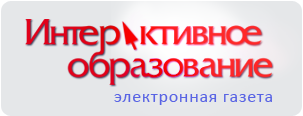 Интерактивное
образование
электронная газета